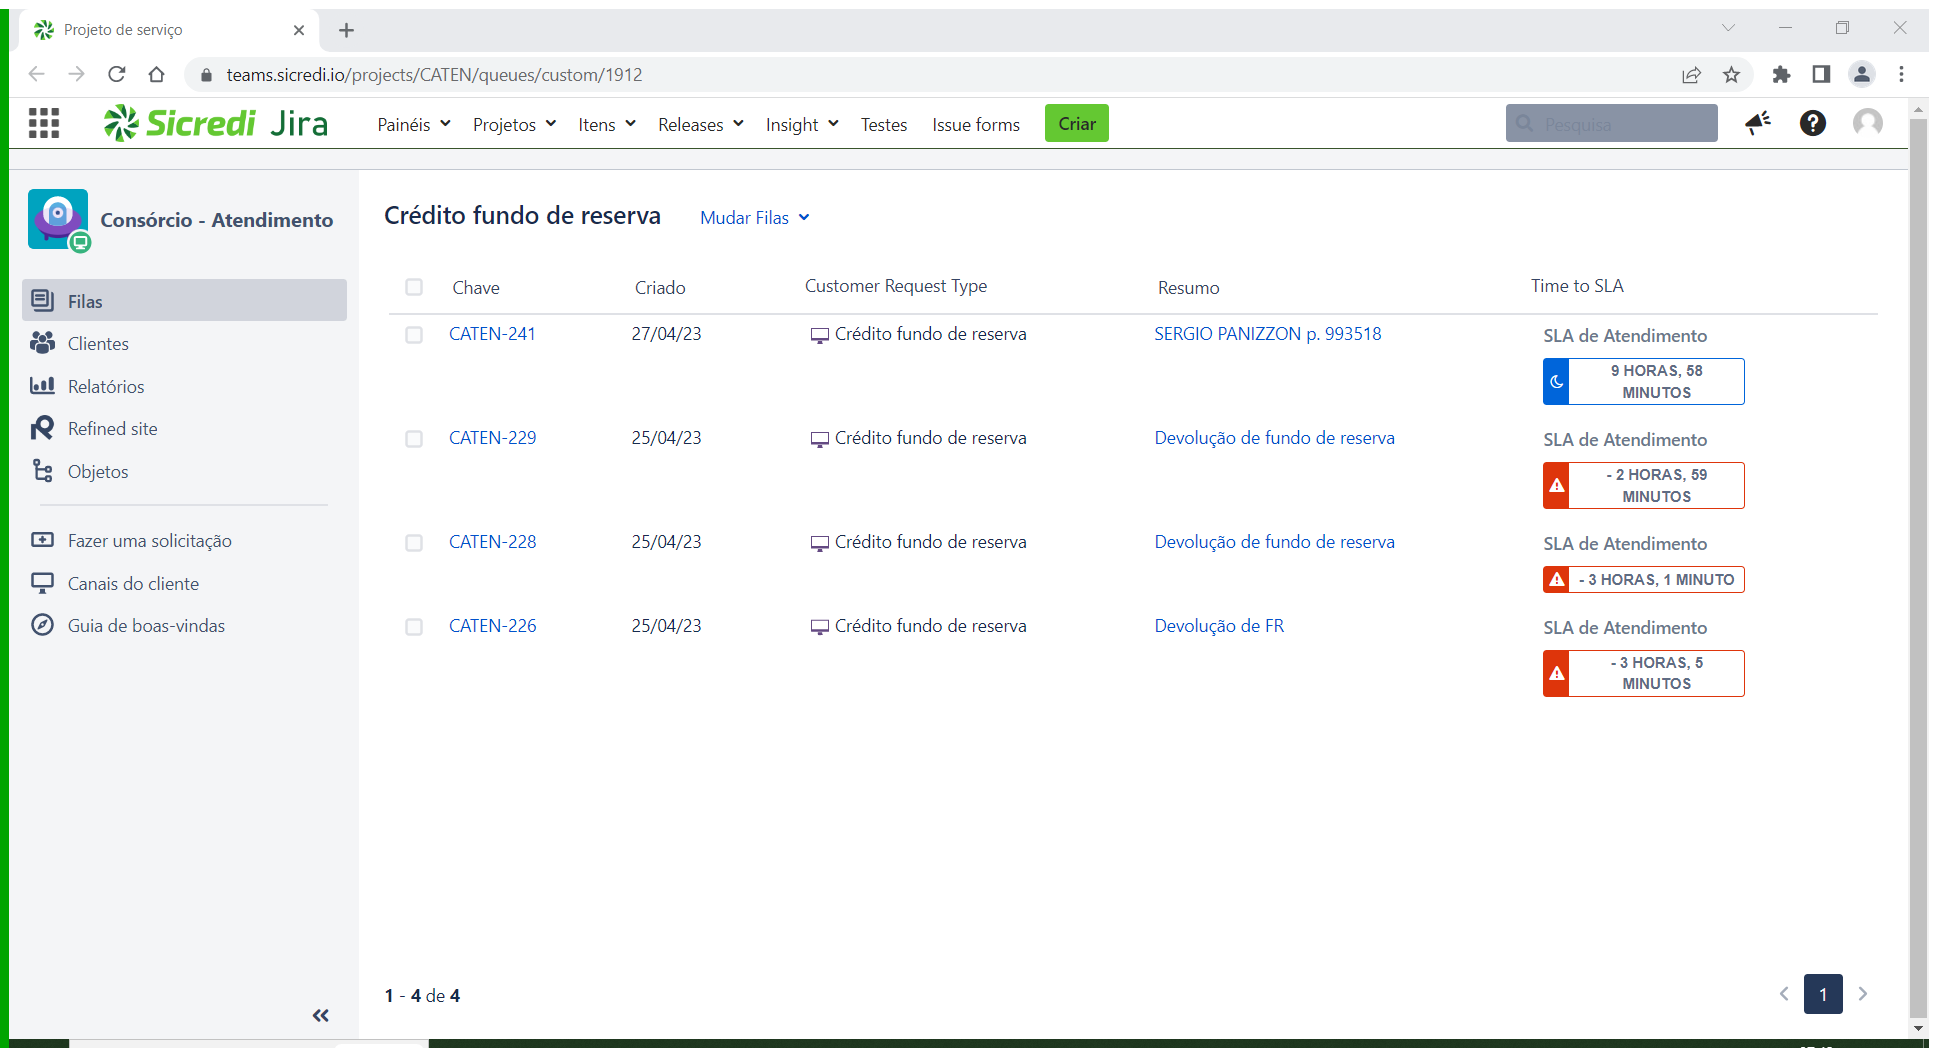 Projeto de serviço
teams.sicredi.io/projects/CATEN/queues/custom/1912
Sicredi Jira
Painéis
Projetos
Itens
Releases
Insight
Testes
Issue forms
Criar
Pesquisa
Consórcio - Atendimento
Filas
Clientes
Relatórios
Refined site
Objetos
Fazer uma solicitação
Canais do cliente
Guia de boas-vindas
Crédito fundo de reserva
Mudar Filas
Chave Criado Customer Request Type Resumo Time to SLA
CATEN-241 27/04/23 Crédito fundo de reserva SERGIO PANIZZON p. 993518 SLA de Atendimento
9 HORAS, 58
MINUTOS
CATEN-229 25/04/23 Crédito fundo de reserva Devolução de fundo de reserva SLA de Atendimento
- 2 HORAS, 59
MINUTOS
CATEN-228 25/04/23 Crédito fundo de reserva Devolução de fundo de reserva SLA de Atendimento
- 3 HORAS, 1 MINUTO
CATEN-226 25/04/23 Crédito fundo de reserva Devolução de FR SLA de Atendimento
- 3 HORAS, 5
MINUTOS
1 - 4 de 4
1